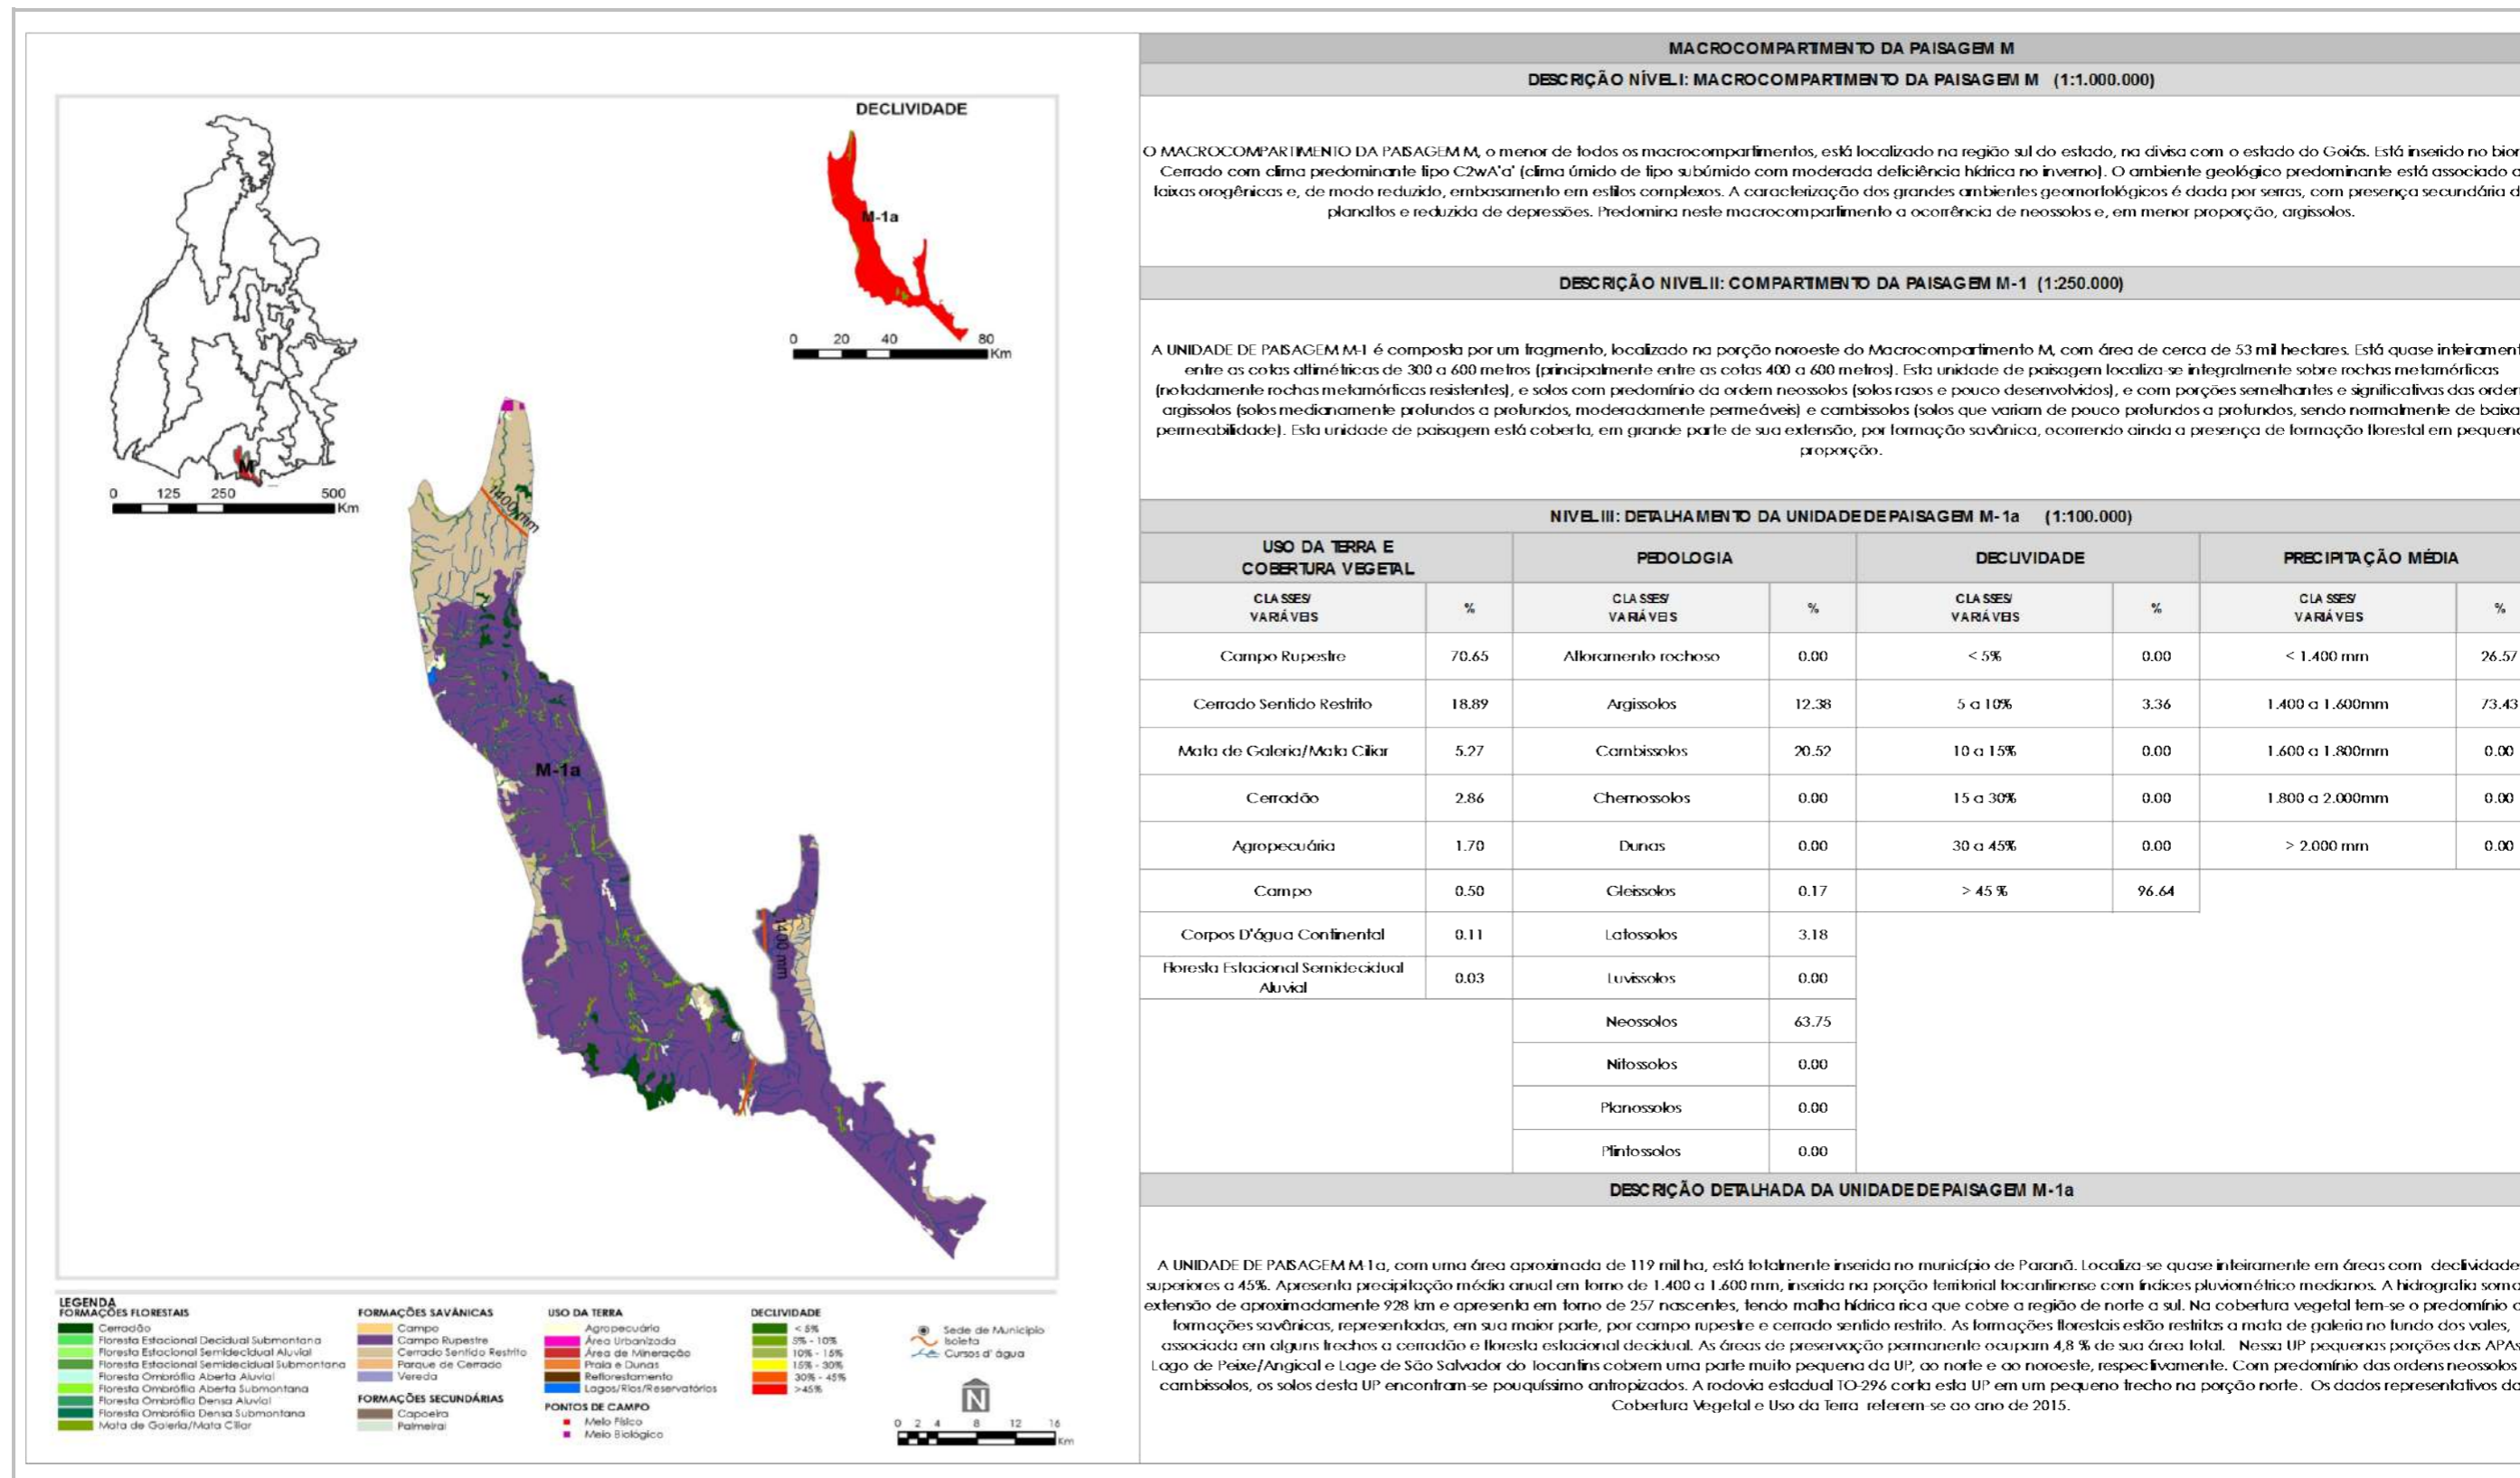 DECLIVIDADE
M-1a
0 20 40 80
Km
M
0 125 250 500
Km
1400 mm
M-1a
1400 mm
LEGENDA
FORMAÇÕES FLORESTAIS
Cerradão
Floresta Estacional Decidual Submontana
Floresta Estacional Semidecidual Aluvial
Floresta Estacional Semidecidual Submontana
Floresta Ombrófila Aberta Aluvial
Floresta Ombrófila Aberta Submontana
Floresta Ombrófila Densa Aluvial
Floresta Ombrófila Densa Submontana
Mata de Galeria/Mata Ciliar
FORMAÇÕES SAVÂNICAS
Campo
Campo Rupestre
Cerrado Sentido Restrito
Parque de Cerrado
Vereda
FORMAÇÕES SECUNDÁRIAS
Capoeira
Palmeiral
USO DA TERRA
Agropecuária
Área Urbanizada
Área de Mineração
Praia e Dunas
Reflorestamento
Lagos/Rios/Reservatórios
PONTOS DE CAMPO
Meio Físico
Meio Biológico
DECLIVIDADE
< 5%
5% - 10%
10% - 15%
15% - 30%
30% - 45%
>45%
Sede de Município
Isoieta
Cursos d' água
N
0 2 4 8 12 16
Km
MACROCOMPARTIMENTO DA PAISAGEM M
DESCRIÇÃO NÍVEL I: MACROCOMPARTIMENTO DA PAISAGEM M (1:1.000.000)
O MACROCOMPARTIMENTO DA PAISAGEM M, o menor de todos os macrocompartimentos, está localizado na região sul do estado, na divisa com o estado do Goiás. Está inserido no
Cerrado com clima predominante tipo C2wA'a' (clima úmido de tipo subúmido com moderada deficiência hídrica no inverno). O ambiente geológico predominante está associado
faixas orogênicas e, de modo reduzido, embasamento em estilos complexos. A caracterização dos grandes ambientes geomorfológicos é dada por serras, com presença secundária
planaltos e reduzida de depressões. Predomina neste macrocompartimento a ocorrência de neossolos e, em menor proporção, argissolos.
DESCRIÇÃO NIVEL II: COMPARTIMENTO DA PAISAGEM M-1 (1:250.000)
A UNIDADE DE PAISAGEM M-1 é composta por um fragmento, localizado na porção noroeste do Macrocompartimento M, com área de cerca de 53 mil hectares. Está quase
entre as cotas altimétricas de 300 a 600 metros (principalmente entre as cotas 400 a 600 metros). Esta unidade de paisagem localiza-se integralmente sobre rochas metamórficas
(notadamente rochas metamórficas resistentes), e solos com predomínio da ordem neossolos (solos rasos e pouco desenvolvidos), e com porções semelhantes e significativas das
argissolos (solos medianamente profundos a profundos, moderadamente permeáveis) e cambissolos (solos que variam de pouco profundos a profundos, sendo normalmente de baixa
permeabilidade). Esta unidade de paisagem está coberta, em grande parte de sua extensão, por formação savânica, ocorrendo ainda a presença de formação florestal em
proporção.
NIVEL III: DETALHAMENTO DA UNIDADE DE PAISAGEM M-1a (1:100.000)
USO DA TERRA E
COBERTURA VEGETAL PEDOLOGIA DECLIVIDADE PRECIPITAÇÃO MÉDIA
CLASSES/
VARIÁVEIS % CLASSES/
VARIÁVEIS % CLASSES/
VARIÁVEIS % CLASSES/
VARIÁVEIS %
Campo Rupestre 70.65 Afloramento rochoso 0.00 < 5% 0.00 < 1.400 mm 26.57
Cerrado Sentido Restrito 18.89 Argissolos 12.38 5 a 10% 3.36 1.400 a 1.600mm 73.43
Mata de Galeria/Mata Ciliar 5.27 Cambissolos 20.52 10 a 15% 0.00 1.600 a 1.800mm 0.00
Cerradão 2.86 Chernossolos 0.00 15 a 30% 0.00 1.800 a 2.000mm 0.00
Agropecuária 1.70 Dunas 0.00 30 a 45% 0.00 > 2.000 mm 0.00
Campo 0.50 Gleissolos 0.17 > 45 % 96.64
Corpos D'água Continental 0.11 Latossolos 3.18
Floresta Estacional Semidecidual
Aluvial 0.03 Luvissolos 0.00
Neossolos 63.75
Nitossolos 0.00
Planossolos 0.00
Plintossolos 0.00
DESCRIÇÃO DETALHADA DA UNIDADE DE PAISAGEM M-1a
A UNIDADE DE PAISAGEM M-1a, com uma área aproximada de 119 mil ha, está totalmente inserida no município de Paranã. Localiza-se quase inteiramente em áreas com declividade
superiores a 45%. Apresenta precipitação média anual em torno de 1.400 a 1.600 mm, inserida na porção territorial tocantinense com índices pluviométrico medianos. A hidrografia soma
extensão de aproximadamente 928 km e apresenta em torno de 257 nascentes, tendo malha hídrica rica que cobre a região de norte a sul. Na cobertura vegetal tem-se o predomínio
formações savânicas, representadas, em sua maior parte, por campo rupestre e cerrado sentido restrito. As formações florestais estão restritas a mata de galeria no fundo dos vales,
associada em alguns trechos a cerradão e floresta estacional decidual. As áreas de preservação permanente ocupam 4,8 % de sua área total. Nessa UP pequenas porções das APAs
Lago de Peixe/Angical e Lage de São Salvador do Tocantins cobrem uma parte muito pequena da UP, ao norte e ao noroeste, respectivamente. Com predomínio das ordens neossolos
cambissolos, os solos desta UP encontram-se pouquíssimo antropizados. A rodovia estadual TO-296 corta esta UP em um pequeno trecho na porção norte. Os dados representativos da
Cobertura Vegetal e Uso da Terra referem-se ao ano de 2015.